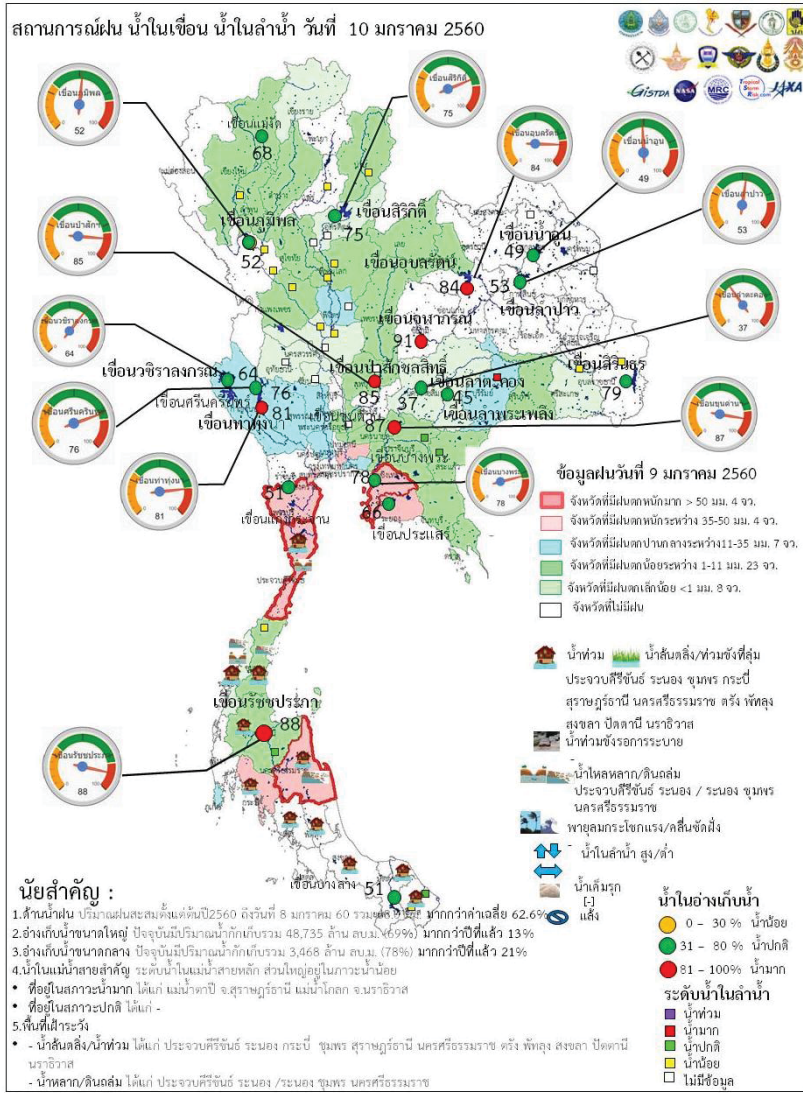 สถานการณ์ฝน น้ำในเขื่อน น้ำในลำน้ำ วันที่ 10 มกราคม 2560
GISTDA NASA MRC Tropical Storm Risk.com JAXA
เขื่อนภูมิพล
52
เขื่อนสิริกิติ์
75
เขื่อนอุบลรัตน์
84
เขื่อนน้ำอูน
49
53
85
64
37
76
เขื่อนท่าทุ่งนา
81
87
เขื่อนบางพระ
78
88
เขื่อนแม่งัด
68
เขื่อนสิริกิติ์
75
เขื่อนภูมิพล
52
เขื่อนน้ำอูน
49
เขื่อนอุบลรัตน์
84
53
เขื่อนลำปาว
เขื่อนจุฬาภรณ์
91
เขื่อนวชิราลงกรณ
64
เขื่อนป่าสักชลสิทธิ์
85
เขื่อนลำตะคอง
37
45
เขื่อนลำพระเพลิง
เขื่อนสิรินธร
79
76
เขื่อนศรีนครินทร์
81
เขื่อนท่าทุ่งนา
87
เขื่อนบางพระ
78
51
เขื่อนแก่งกระจาน
66
เขื่อนประแสร์
เขื่อนรัชชประภา
88
เขื่อนบางลาง
51
ข้อมูลฝนวันที่ 9 มกราคม 2560
จังหวัดที่มีฝนตกหนักมาก > 50 มม. 4 จว.
จังหวัดที่มีฝนตกหนักระหว่าง 35-50 มม. 4 จว.
จังหวัดที่มีฝนตกปานกลางระหว่าง11-35 มม. 7 จว.
จังหวัดที่มีฝนตกน้อยระหว่าง 1-11 มม. 23 จว.
จังหวัดที่มีฝนตกเล็กน้อย <1 มม. 8 จว.
จังหวัดที่ไม่มีฝน
น้ำท่วม น้ำล้นตลิ่ง/ท่วมขังที่ลุ่ม
ประจวบคีรีขันธ์ ระนอง ชุมพร กระบี่
สุราษฎร์ธานี นครศรีธรรมราช ตรัง พัทลุง
สงขลา ปัตตานี นราธิวาส
น้ำท่วมขังรอการระบาย
-
น้ำไหลหลาก/ดินถล่ม
ประจวบคีรีขันธ์ ระนอง / ระนอง ชุมพร
นครศรีธรรมราช
พายุลมกระโชกแรง/คลื่นซัดฝั่ง
-
น้ำในลำน้ำ สูง/ต่ำ
น้ำเค็มรุก
[-]
แล้ง
น้ำในอ่างเก็บน้ำ
0 – 30 % น้ำน้อย
31 – 80 % น้ำปกติ
81 – 100% น้ำมาก
ระดับน้ำในลำน้ำ
น้ำท่วม
น้ำมาก
น้ำปกติ
น้ำน้อย
ไม่มีข้อมูล
นัยสำคัญ :
1.ด้านน้ำฝน ปริมาณฝนสะสมตั้งแต่ต้นปี2560 ถึงวันที่ 8 มกราคม 60 มากกว่าค่าเฉลี่ย 62.6%
2.อ่างเก็บน้ำขนาดใหญ่ ปัจจุบันมีปริมาณน้ำกักเก็บรวม 48,735 ล้าน ลบ.ม. (69%) มากกว่าปีที่แล้ว 13%
3.อ่างเก็บน้ำขนาดกลาง ปัจจุบันมีปริมาณน้ำกักเก็บรวม 3,468 ล้าน ลบ.ม. (78%) มากกว่าปีที่แล้ว 21%
4.น้ำในแม่น้ำสายสำคัญ ระดับน้ำในแม่น้ำสายหลัก ส่วนใหญ่อยู่ในภาวะน้ำน้อย
• ที่อยู่ในสภาวะน้ำมาก ได้แก่ แม่น้ำตาปี จ.สุราษฎร์ธานี แม่น้ำโกลก จ.นราธิวาส
• ที่อยู่ในสภาวะปกติ ได้แก่ -
5.พื้นที่เฝ้าระวัง
• - น้ำล้นตลิ่ง/น้ำท่วม ได้แก่ ประจวบคีรีขันธ์ ระนอง กระบี่ ชุมพร สุราษฎร์ธานี นครศรีธรรมราช ตรัง พัทลุง สงขลา ปัตตานี
นราธิวาส
- น้ำหลาก/ดินถล่ม ได้แก่ ประจวบคีรีขันธ์ ระนอง /ระนอง ชุมพร นครศรีธรรมราช